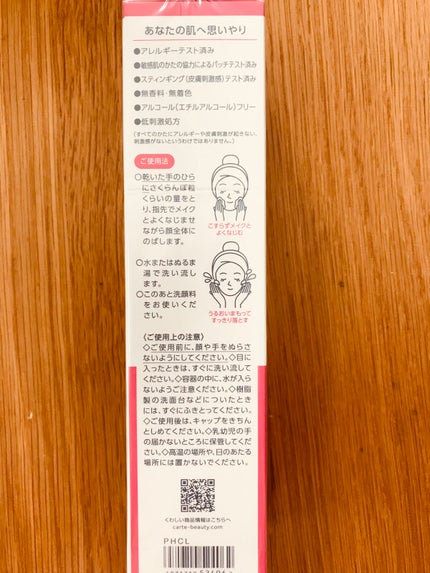 あなたの肌へ思いやり
●アレルギーテスト済み
●敏感肌のかたの協力によるパッチテスト済み
●スティンギング(皮膚刺激感)テスト済み
●無香料・無着色
●アルコール(エチルアルコール)フリー
●低刺激処方
(すべてのかたにアレルギーや皮膚刺激が起きない、
刺激感がないというわけではありません。)
ご使用法
○乾いた手のひら
にさくらんぼ粒
くらいの量をと
り、指先でメイク
とよくなじませ
ながら顔全体に
のばします。
こすらずメイクと
よくなじむ
○水またはぬるま
湯で洗い流しま
す。
○このあと洗顔料
をお使いくだ
さい。
うるおいまもって
すっきり落とす
〈ご使用上の注意〉
◇ご使用前に、顔や手をぬらさ
ないようにしてください。◇目に
入ったときは、すぐに洗い流して
ください。◇容器の中に、水が入ら
ないようご注意ください。◇樹脂
製の洗面台などについたとき
には、すぐにふきとってください。
◇ご使用後は、キャップをきちん
としめてください。◇乳幼児の手
の届かないところに保管してくだ
さい。◇高温の場所や、日のあたる
場所には置かないでください。
くわしい商品情報はこちらへ
carte-beauty.com
PHCL